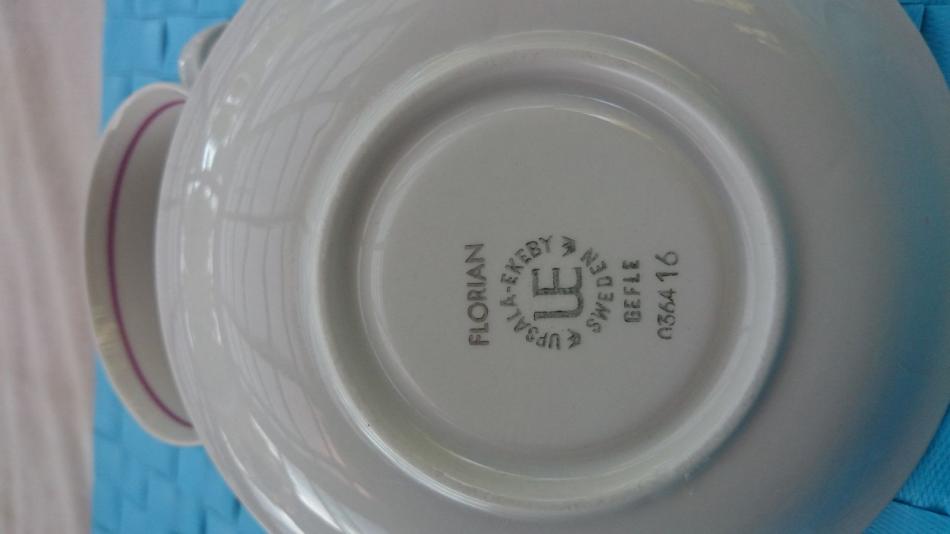 FLORIAN
UPSALA-EKEBY
UE
SWEDEN
GEFLE
036416